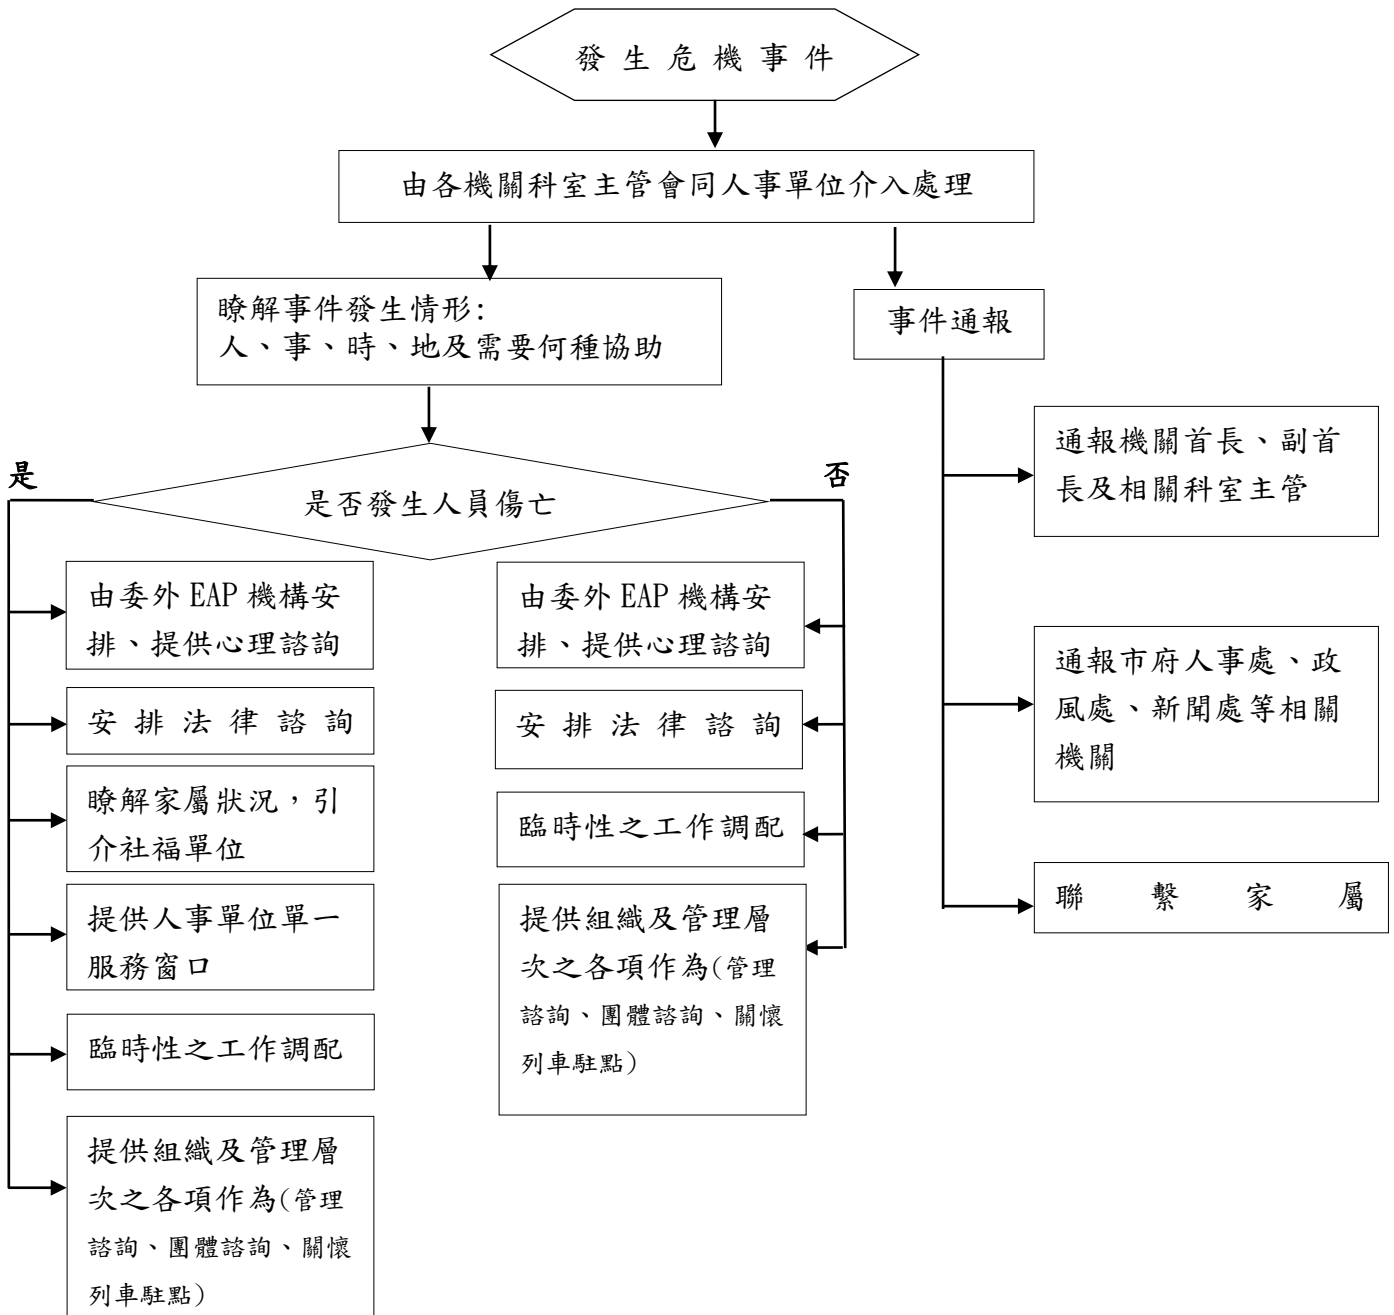 發生危機事件
由各機關科室主管會同人事單位介入處理
瞭解事件發生情形:
人、事、時、地及需要何種協助
事件通報
通報機關首長、副首
長及相關科室主管
通報市府人事處、政
風處、新聞處等相關
機關
聯繫家屬
是否發生人員傷亡
是
由委外 EAP 機構安
排、提供心理諮詢
安排法律諮詢
瞭解家屬狀況，引
介社福單位
提供人事單位單一
服務窗口
臨時性之工作調配
提供組織及管理層
次之各項作為(管理
諮詢、團體諮詢、關懷
列車駐點)
否
由委外 EAP 機構安
排、提供心理諮詢
安排法律諮詢
臨時性之工作調配
提供組織及管理層
次之各項作為(管理
諮詢、團體諮詢、關懷
列車駐點)